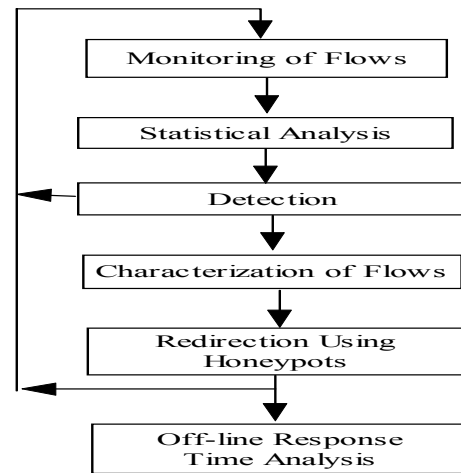 Monitoring of Flows
Statistical Analysis
Detection
Characterization of Flows
Redirection Using
Honeypots
Off-line Response
Time Analysis